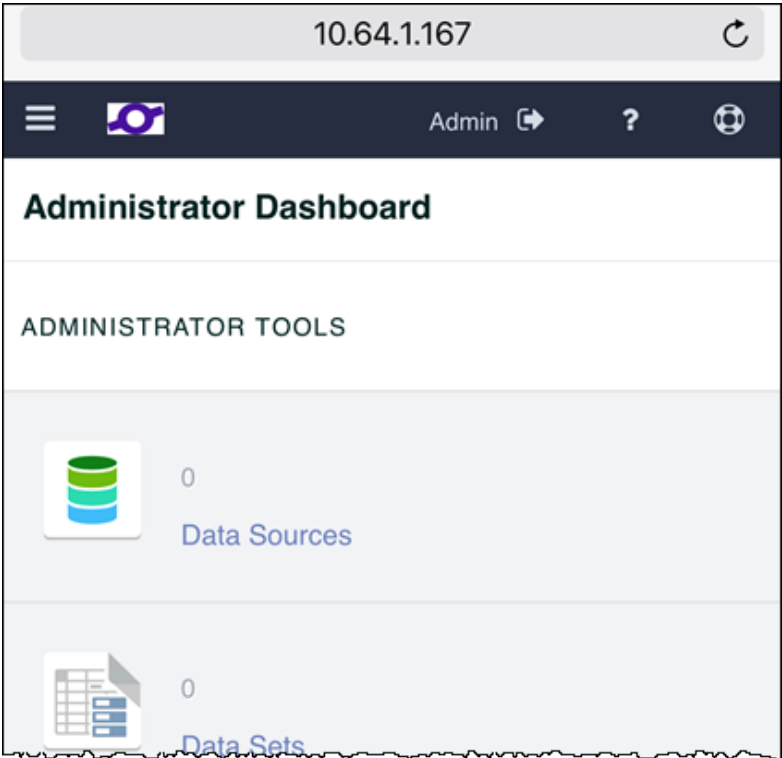 10.64.1.167
Admin ?
Administrator Dashboard
ADMINISTRATOR TOOLS
0
Data Sources
0
Data Sets